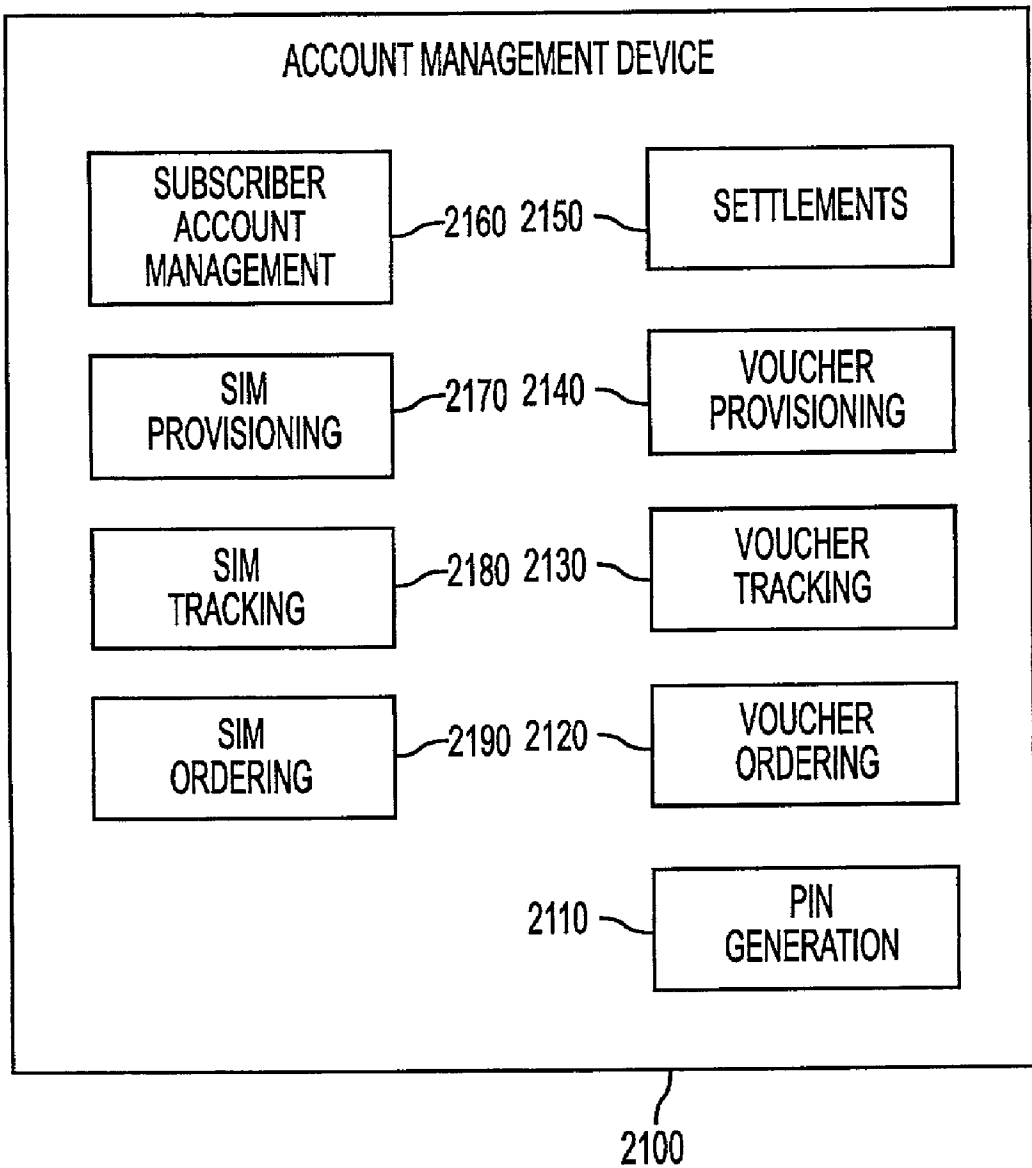 ACCOUNT MANAGEMENT DEVICE
SUBSCRIBER
ACCOUNT
MANAGEMENT
2160
2150
SETTLEMENTS
SIM
PROVISIONING
2170
2140
VOUCHER
PROVISIONING
SIM
TRACKING
2180
2130
VOUCHER
TRACKING
SIM
ORDERING
2190
2120
VOUCHER
ORDERING
2110
PIN
GENERATION
2100